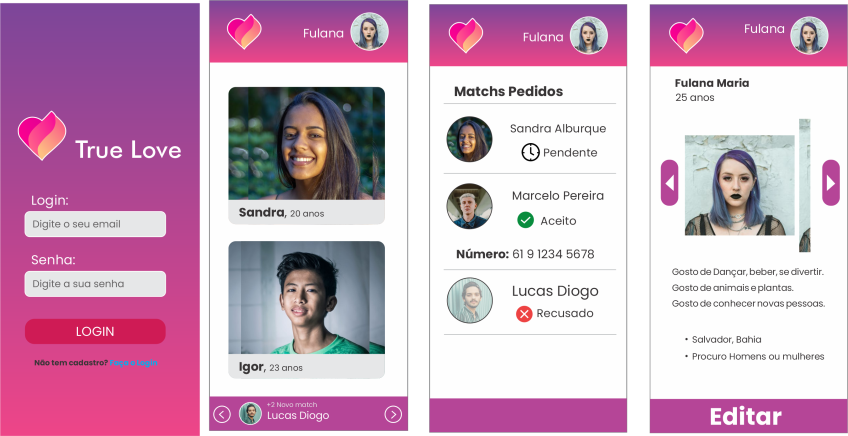 True Love
Login:
Digite o seu email
Senha:
Digite a sua senha
LOGIN
Não tem cadastro?
Fulana
Sandra, 20 anos
Igor, 23 anos
+2 Novo match
Lucas Diogo
Fulana
Matchs Pedidos
Sandra Alburque
Pendente
Marcelo Pereira
Aceito
Número: 61 9 1234 5678
Lucas Diogo
Recusado
Fulana
Fulana Maria
25 anos
Gosto de Dançar, beber, se divertir.
Gosto de animais e plantas.
Gosto de conhecer novas pessoas.
• Salvador, Bahia
• Procuro Homens ou mulheres
Editar